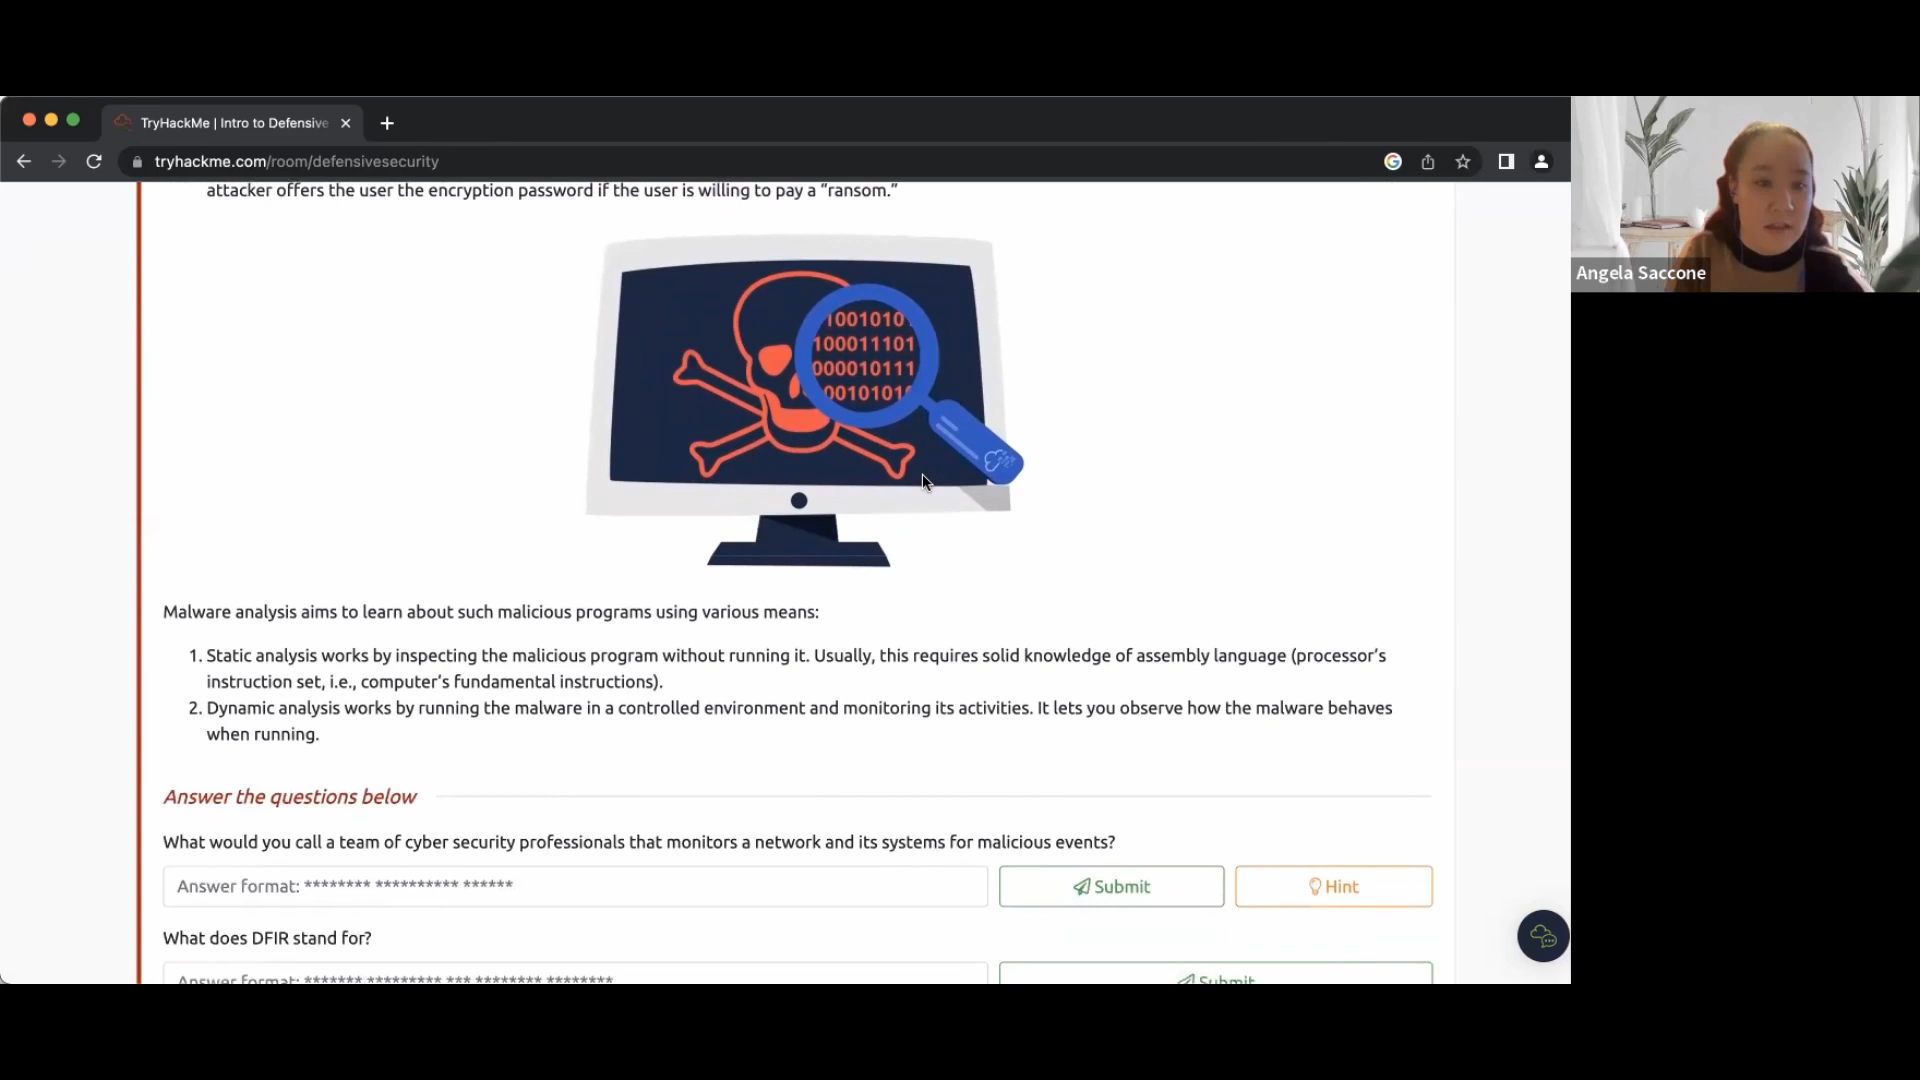 TryHackMe | Intro to Defensive
tryhackme.com/room/defensivesecurity
attacker offers the user the encryption password if the user is willing to pay a “ransom.”
1001010
100011101
000010111
00101010
Malware analysis aims to learn about such malicious programs using various means:
1. Static analysis works by inspecting the malicious program without running it. Usually, this requires solid knowledge of assembly language (processor’s
instruction set, i.e., computer’s fundamental instructions).
2. Dynamic analysis works by running the malware in a controlled environment and monitoring its activities. It lets you observe how the malware behaves
when running.
Answer the questions below
What would you call a team of cyber security professionals that monitors a network and its systems for malicious events?
Answer format: ******** ********** ******
Submit
Hint
What does DFIR stand for?
Answer format: ******* ********* *** ******** ********
Submit
Angela Saccone